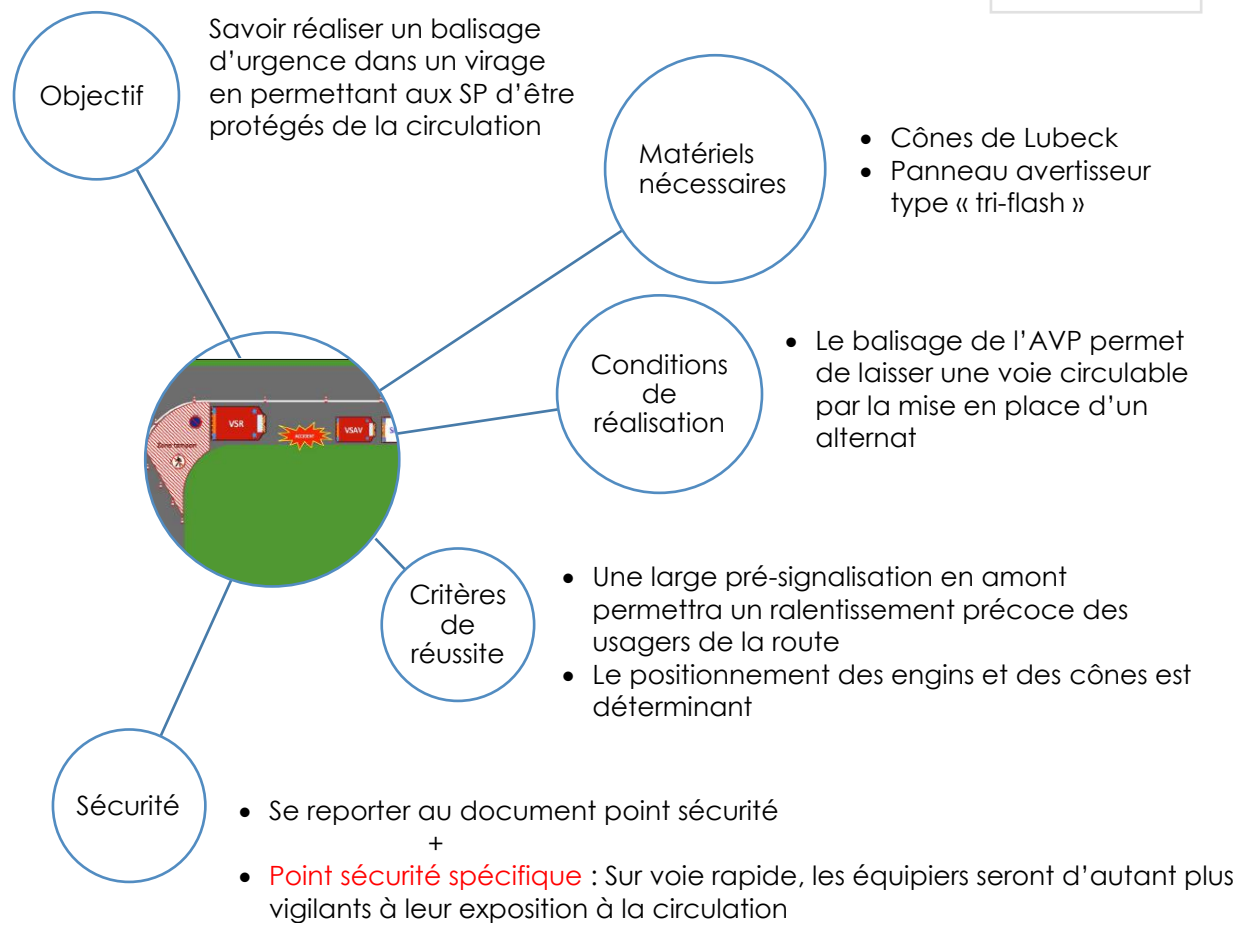 Objectif
Savoir réaliser un balisage
d’urgence dans un virage
en permettant aux SP d’être
protégés de la circulation
Matériels
nécessaires
• Cônes de Lubeck
• Panneau avertisseur
type « tri-flash »
Conditions
de
réalisation
• Le balisage de l’AVP permet
de laisser une voie circulable
par la mise en place d’un
alternat
VSR
ACCIDENT
VSAV
Zone tampon
Critères
de
réussite
• Une large pré-signalisation en amont
permettra un ralentissement précoce des
usagers de la route
• Le positionnement des engins et des cônes est
déterminant
Sécurité
• Se reporter au document point sécurité
+
• Point sécurité spécifique : Sur voie rapide, les équipiers seront d’autant plus
vigilants à leur exposition à la circulation